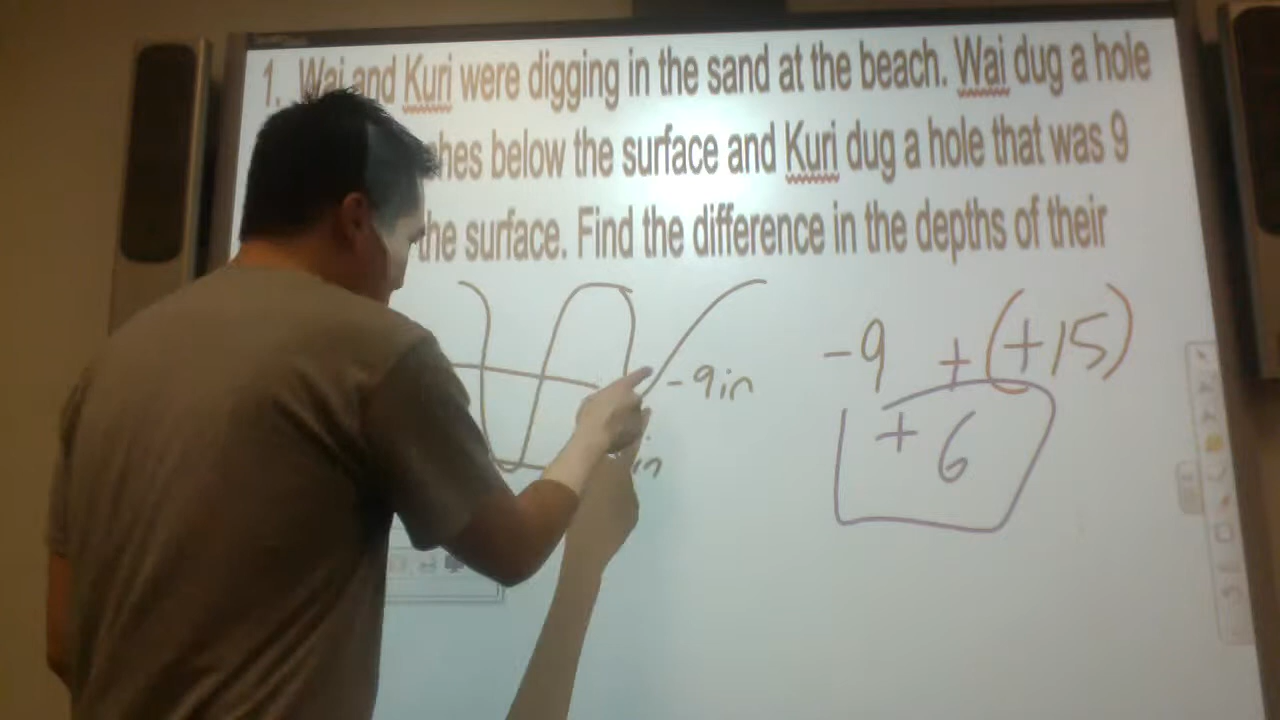 1. Wai and Kuri were digging in the sand at the beach. Wai dug a hole
below the surface and Kuri dug a hole that was 9
the surface. Find the difference in the depths of their
-9 + (+15)
-9in
+6
in